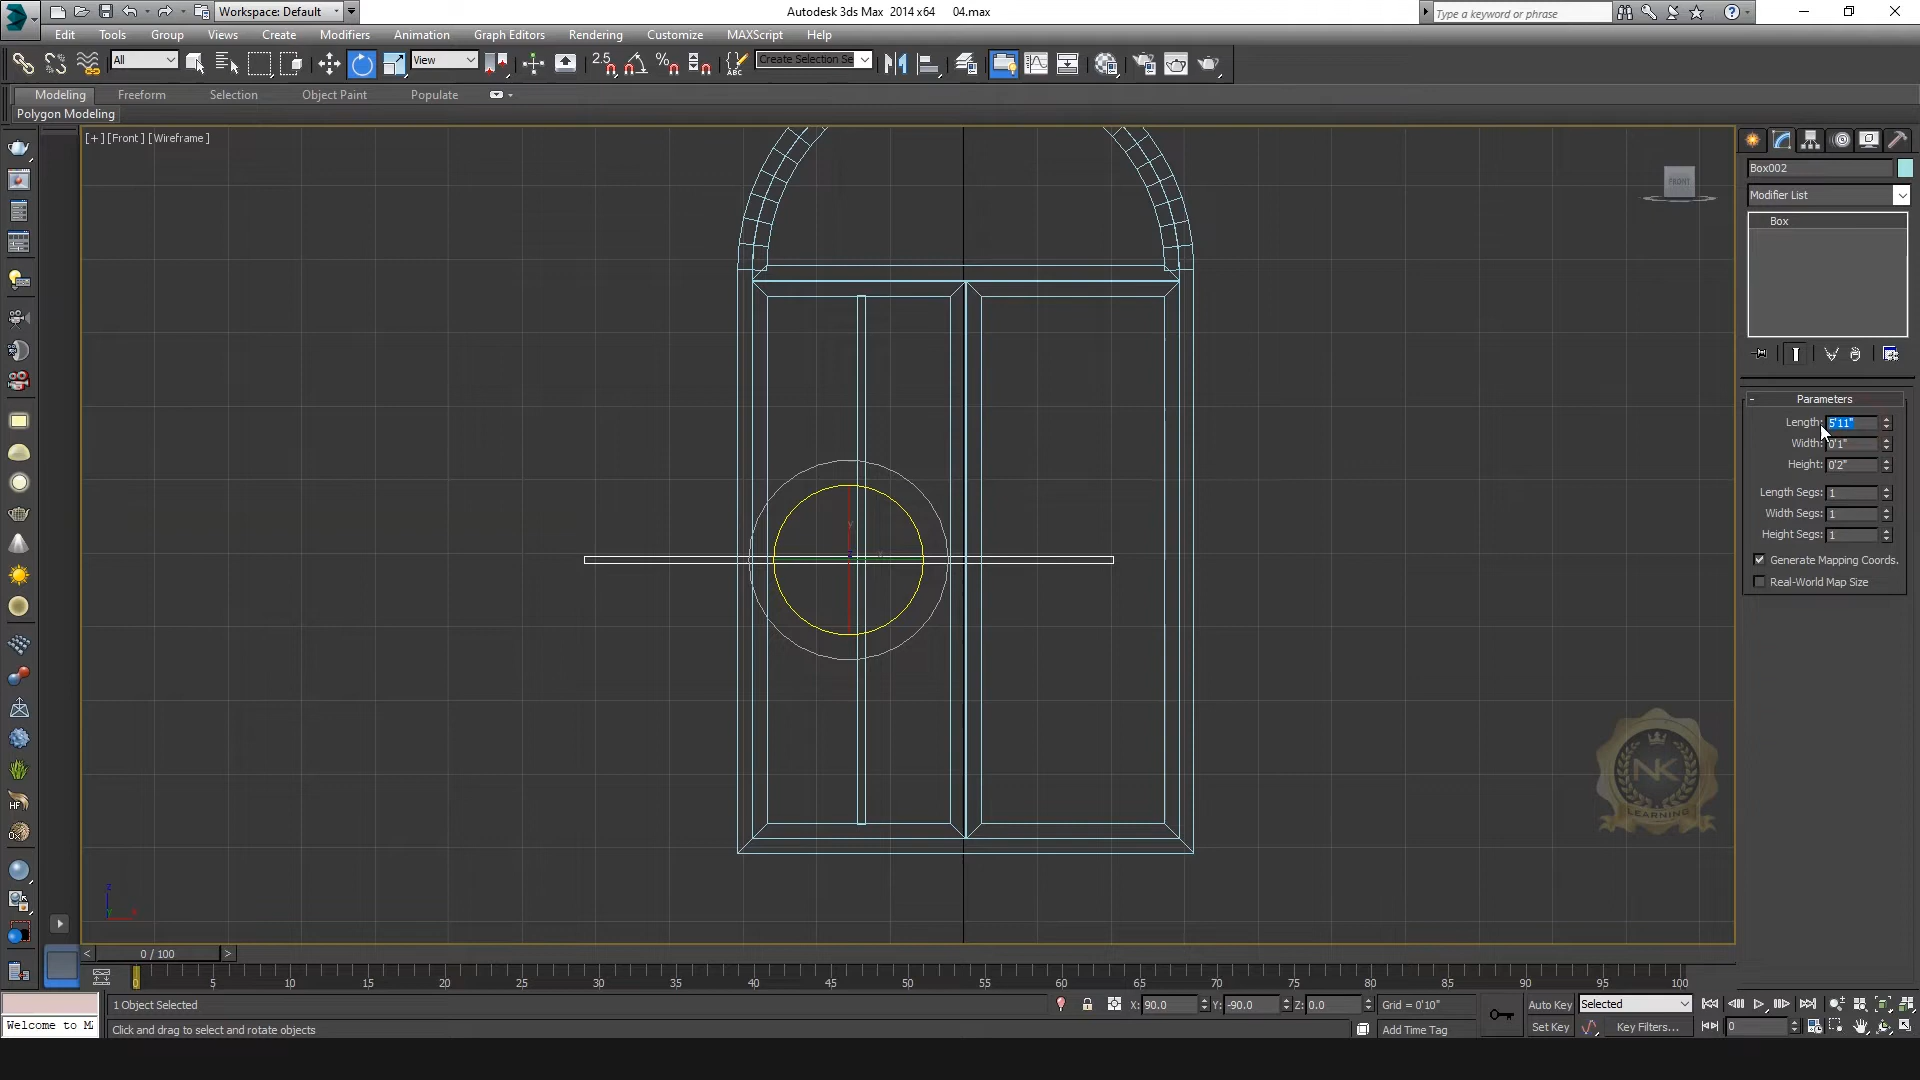 Workspace: Default
Autodesk 3ds Max 2014 x64 04.max
Type a keyword or phrase
Edit Tools Group Views Create Modifiers Animation Graph Editors Rendering Customize MAXScript Help
All
View
2.5
Create Selection Se
Modeling Freeform Selection Object Paint Populate
Polygon Modeling
[+] [Front] [Wireframe]
FRONT
Box002
Modifier List
Box
- Parameters
Length: 5'11"
Width: 0'1"
Height: 0'2"
Length Segs: 1
Width Segs: 1
Height Segs: 1
Generate Mapping Coords.
Real-World Map Size
HF
NK
LEARNING
z
x
y
< 0 / 100 >
0 5 10 15 20 25 30 35 40 45 50 55 60 65 70 75 80 85 90 95 100
1 Object Selected
X: 90.0 Y: -90.0 Z: 0.0 Grid = 0'10"
Auto Key Selected
Welcome to M
Click and drag to select and rotate objects
Add Time Tag
Set Key Key Filters... 0